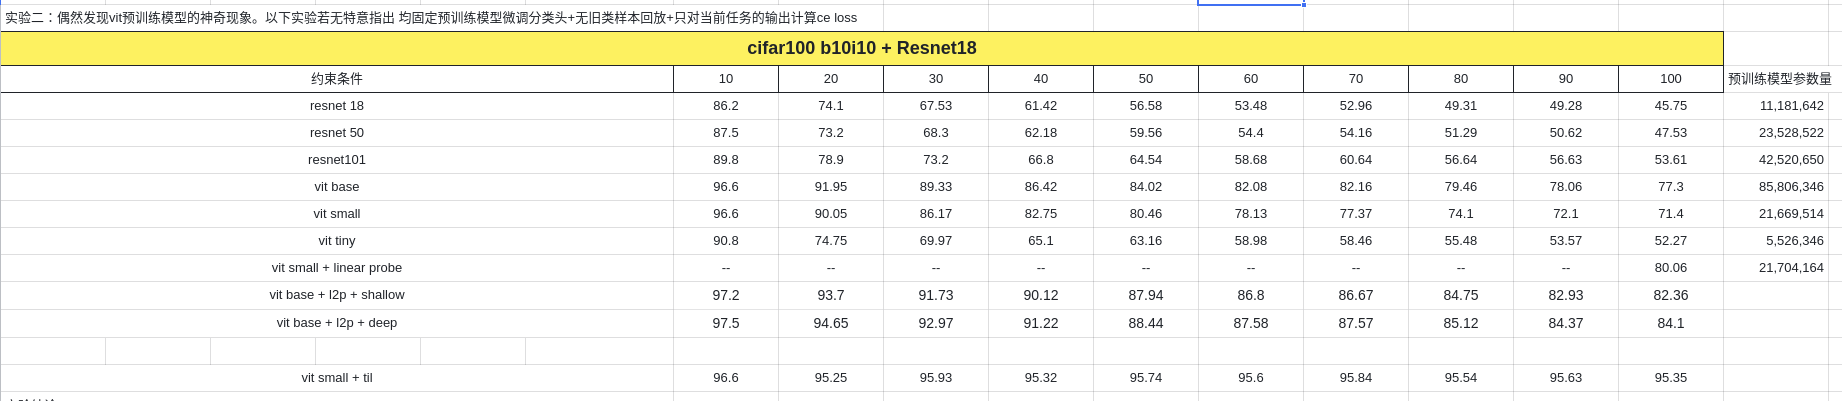 实验二：偶然发现vit预训练模型的神奇现象。以下实验若无特意指出 均固定预训练模型微调分类头+无旧类样本回放+只对当前任务的输出计算ce loss
cifar100 b10i10 + Resnet18
约束条件 10 20 30 40 50 60 70 80 90 100 预训练模型参数量
resnet 18 86.2 74.1 67.53 61.42 56.58 53.48 52.96 49.31 49.28 45.75 11,181,642
resnet 50 87.5 73.2 68.3 62.18 59.56 54.4 54.16 51.29 50.62 47.53 23,528,522
resnet101 89.8 78.9 73.2 66.8 64.54 58.68 60.64 56.64 56.63 53.61 42,520,650
vit base 96.6 91.95 89.33 86.42 84.02 82.08 82.16 79.46 78.06 77.3 85,806,346
vit small 96.6 90.05 86.17 82.75 80.46 78.13 77.37 74.1 72.1 71.4 21,669,514
vit tiny 90.8 74.75 69.97 65.1 63.16 58.98 58.46 55.48 53.57 52.27 5,526,346
vit small + linear probe -- -- -- -- -- -- -- -- -- 80.06 21,704,164
vit base + l2p + shallow 97.2 93.7 91.73 90.12 87.94 86.8 86.67 84.75 82.93 82.36
vit base + l2p + deep 97.5 94.65 92.97 91.22 88.44 87.58 87.57 85.12 84.37 84.1
vit small + til 96.6 95.25 95.93 95.32 95.74 95.6 95.84 95.54 95.63 95.35